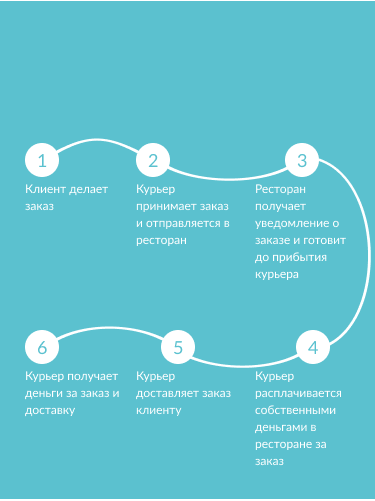 1
Клиент делает
заказ
2
Курьер
принимает заказ
и отправляется в
ресторан
3
Ресторан
получает
уведомление о
заказе и готовит
до прибытия
курьера
4
Курьер
расплачивается
собственными
деньгами в
ресторане за
заказ
5
Курьер
доставляет заказ
клиенту
6
Курьер получает
деньги за заказ и
доставку